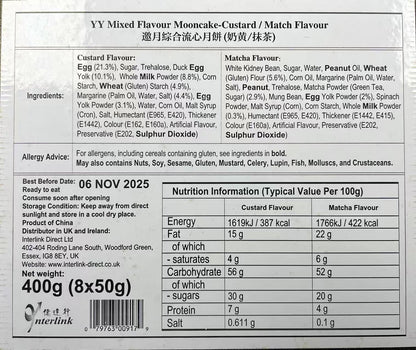 YY Mixed Flavour Mooncake-Custard / Match Flavour
邀月綜合流心月餅 (奶黃/抹茶)
Ingredients:
Custard Flavour:
Egg (21.3%), Sugar, Trehalose, Duck Egg
Yolk (10.1%), Whole Milk Powder (8.8%), Corn
Starch, Wheat (Gluten) Starch (4.9%),
Margarine (Palm Oil, Water, Salt) (4.4%), Egg
Yolk Powder (3.1%), Water, Corn Oil, Malt Syrup
(Cron), Salt, Humectant (E965, E420), Thickener
(E1442), Colour (E162, E160a), Artificial Flavour,
Preservative (E202, Sulphur Dioxide)
Matcha Flavour:
White Kidney Bean, Sugar, Water, Peanut Oil, Wheat
(Gluten) Flour (5.6%), Corn Oil, Margarine (Palm Oil, Water,
Salt), Peanut, Trehalose, Matcha Powder (Green Tea,
Sugar) (2.9%), Mung Bean, Egg Yolk Powder (2%), Spinach
Powder, Malt Syrup (Corn), Corn Starch, Whole Milk Powder
(0.3%), Humectant (E965, E420), Thickener (E1442, E415),
Colour (E160a), Artificial Flavour, Preservative (E202,
Sulphur Dioxide)
Allergy Advice:
For allergens, including cereals containing gluten, see ingredients in bold.
May also contains Nuts, Soy, Sesame, Gluten, Mustard, Celery, Lupin, Fish, Molluscs, and Crustaceans.
Best Before Date: 06 NOV 2025
Ready to eat
Consume soon after opening
Storage Condition: Keep away from direct
sunlight and store in a cool dry place.
Product of China
Distributor in UK and Ireland:
Interlink Direct Ltd
402-404 Roding Lane South, Woodford Green,
Essex, IG8 8EY, UK
Website: www.interlink-direct.co.uk
Net weight:
400g (8x50g)
Interlink
0 79763 00917 9
Nutrition Information (Typical Value Per 100g)
Custard Flavour Matcha Flavour
Energy 1619kJ / 387 kcal 1766kJ / 422 kcal
Fat 15 g 22 g
of which
- saturates 4 g 6 g
Carbohydrate 56 g 52 g
of which
- sugars 30 g 20 g
Protein 7 g 4 g
Salt 0.611 g 0.1 g